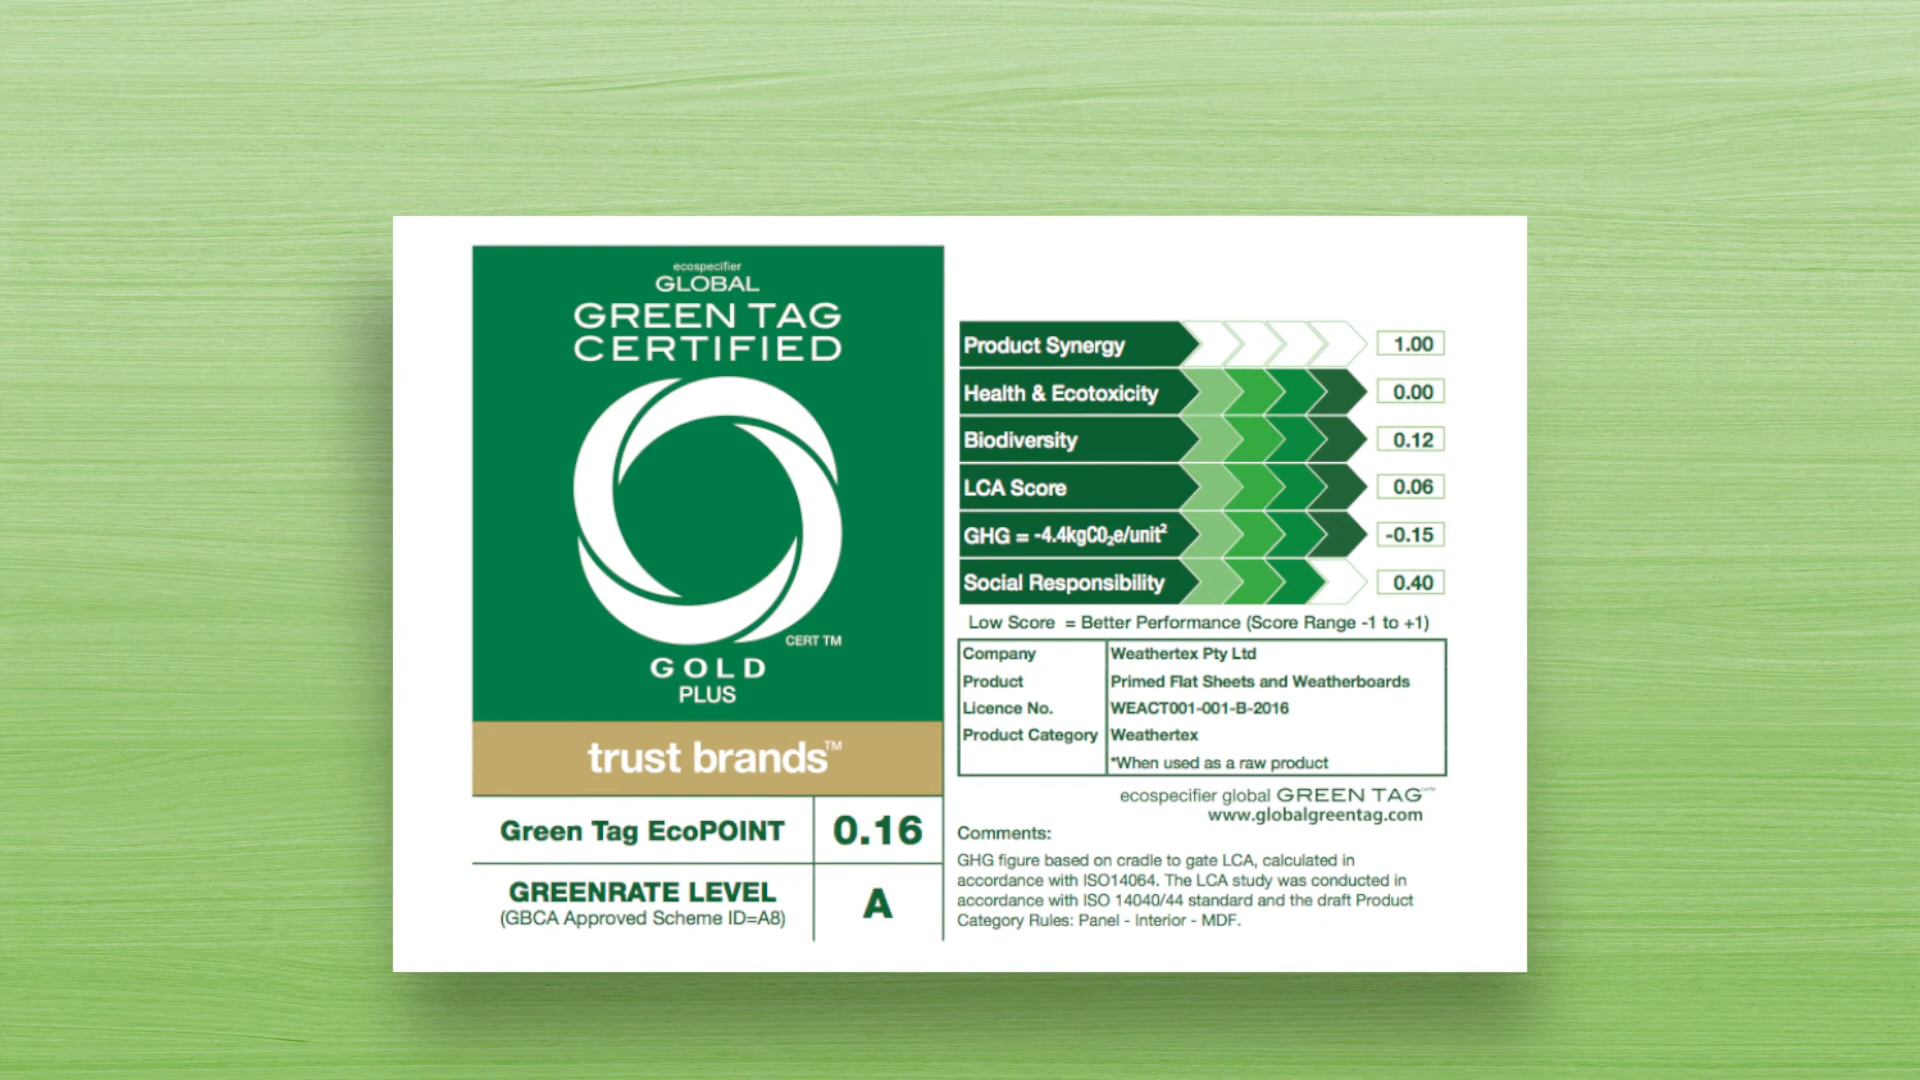 ecospecifier
GLOBAL
GREEN TAG
CERTIFIED
CERT TM
GOLD
PLUS
trust brands™
Green Tag EcoPOINT 0.16
GREENRATE LEVEL
(GBCA Approved Scheme ID=A8)
A
Product Synergy 1.00
Health & Ecotoxicity 0.00
Biodiversity 0.12
LCA Score 0.06
GHG = -4.4kgC0₂e/unit² -0.15
Social Responsibility 0.40
Low Score = Better Performance (Score Range -1 to +1)
Company Weathertex Pty Ltd
Product Primed Flat Sheets and Weatherboards
Licence No. WEACT001-001-B-2016
Product Category Weathertex
*When used as a raw product
ecospecifier global GREEN TAG
www.globalgreentag.com
Comments:
GHG figure based on cradle to gate LCA, calculated in
accordance with ISO14064. The LCA study was conducted in
accordance with ISO 14040/44 standard and the draft Product
Category Rules: Panel - Interior - MDF.